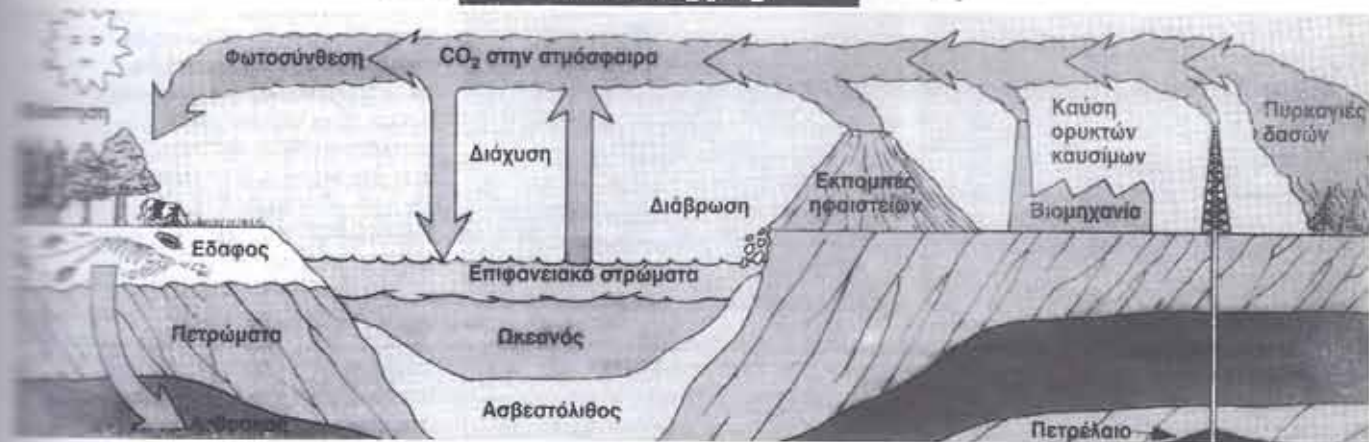 Φωτοσύνθεση
CO₂ στην ατμόσφαιρα
Καύση
ορυκτών
καυσίμων
Πυρκαγιές
δασών
Διάχυση
Διάβρωση
Εκπομπές
ηφαιστείων
Βιομηχανία
Έδαφος
Επιφανειακά στρώματα
Πετρώματα
Ωκεανός
Ασβεστόλιθος
Πετρέλαιο